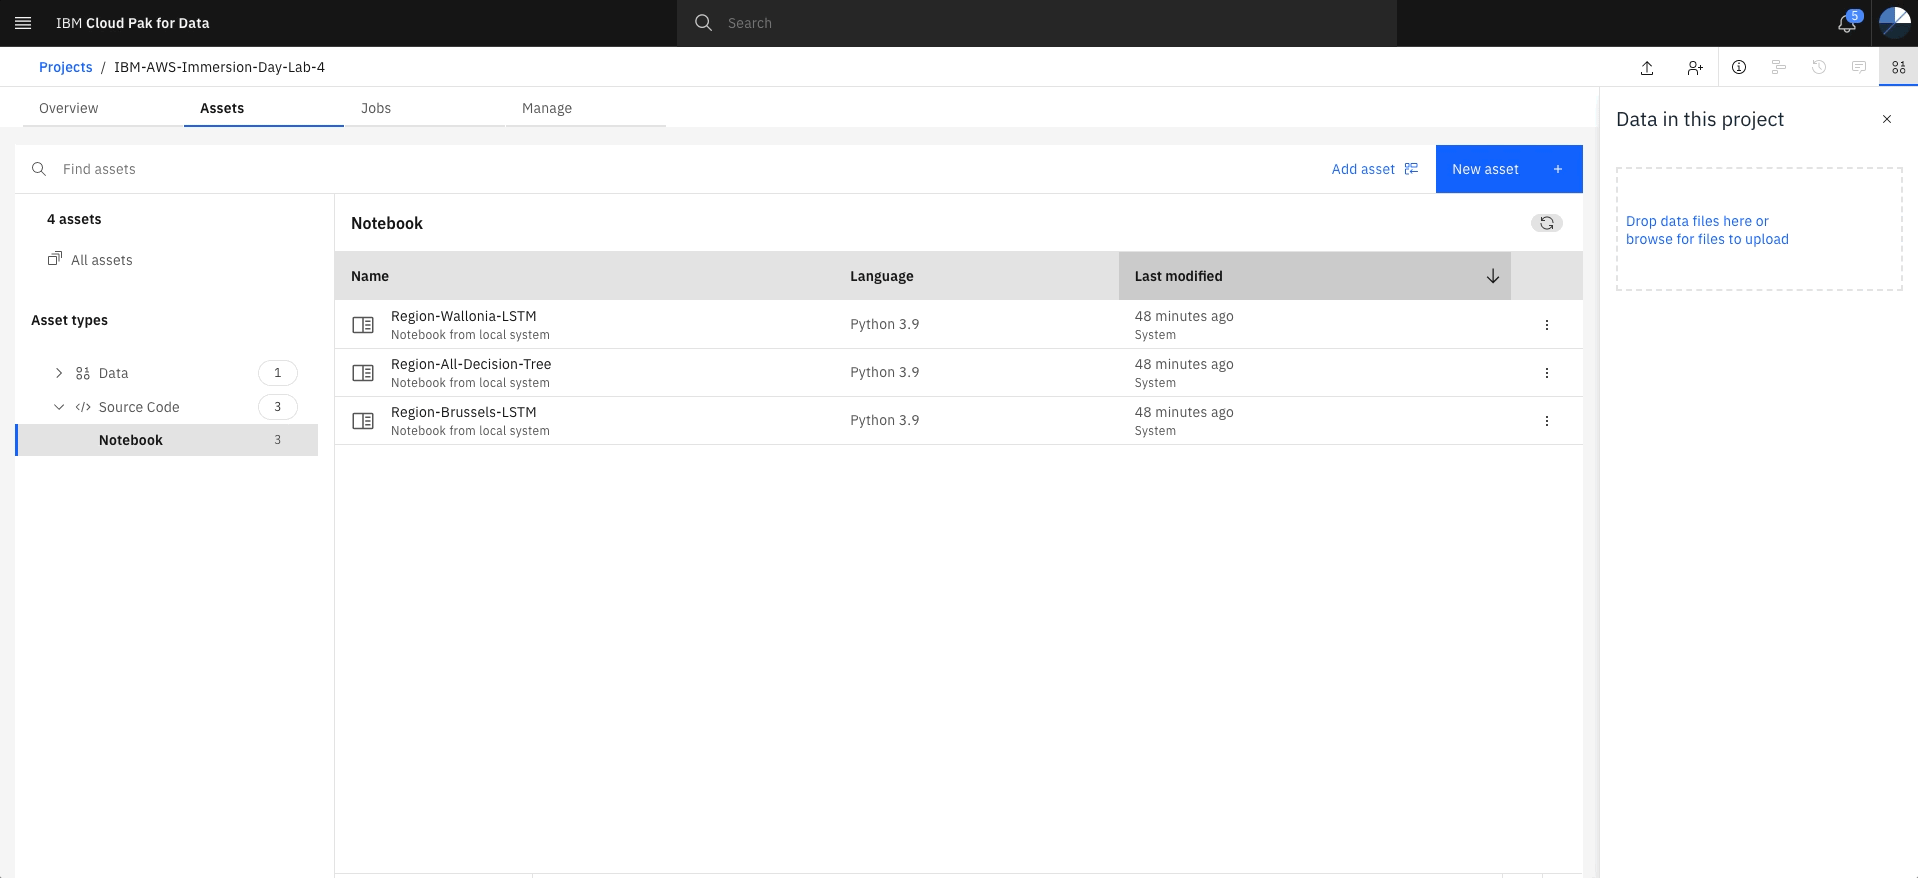 IBM Cloud Pak for Data
Search
5
Projects / IBM-AWS-Immersion-Day-Lab-4
Overview
Assets
Jobs
Manage
Find assets
Add asset
New asset +
4 assets
All assets
Asset types
Data 1
</> Source Code 3
Notebook 3
Notebook
Name Language Last modified
Region-Wallonia-LSTM Python 3.9 48 minutes ago
Notebook from local system System
Region-All-Decision-Tree Python 3.9 48 minutes ago
Notebook from local system System
Region-Brussels-LSTM Python 3.9 48 minutes ago
Notebook from local system System
Data in this project
Drop data files here or
browse for files to upload